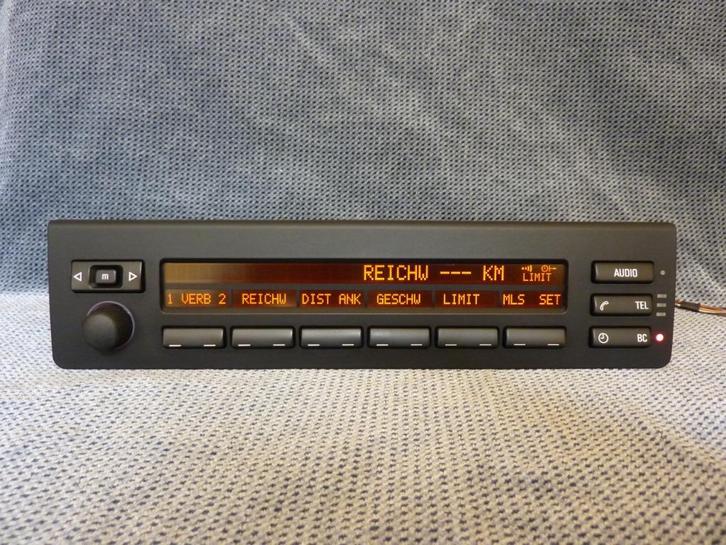 REICHW --- KM LIMIT
1 VERB 2 REICHW DIST ANK GESCHW LIMIT MLS SET
m
AUDIO
TEL
BC